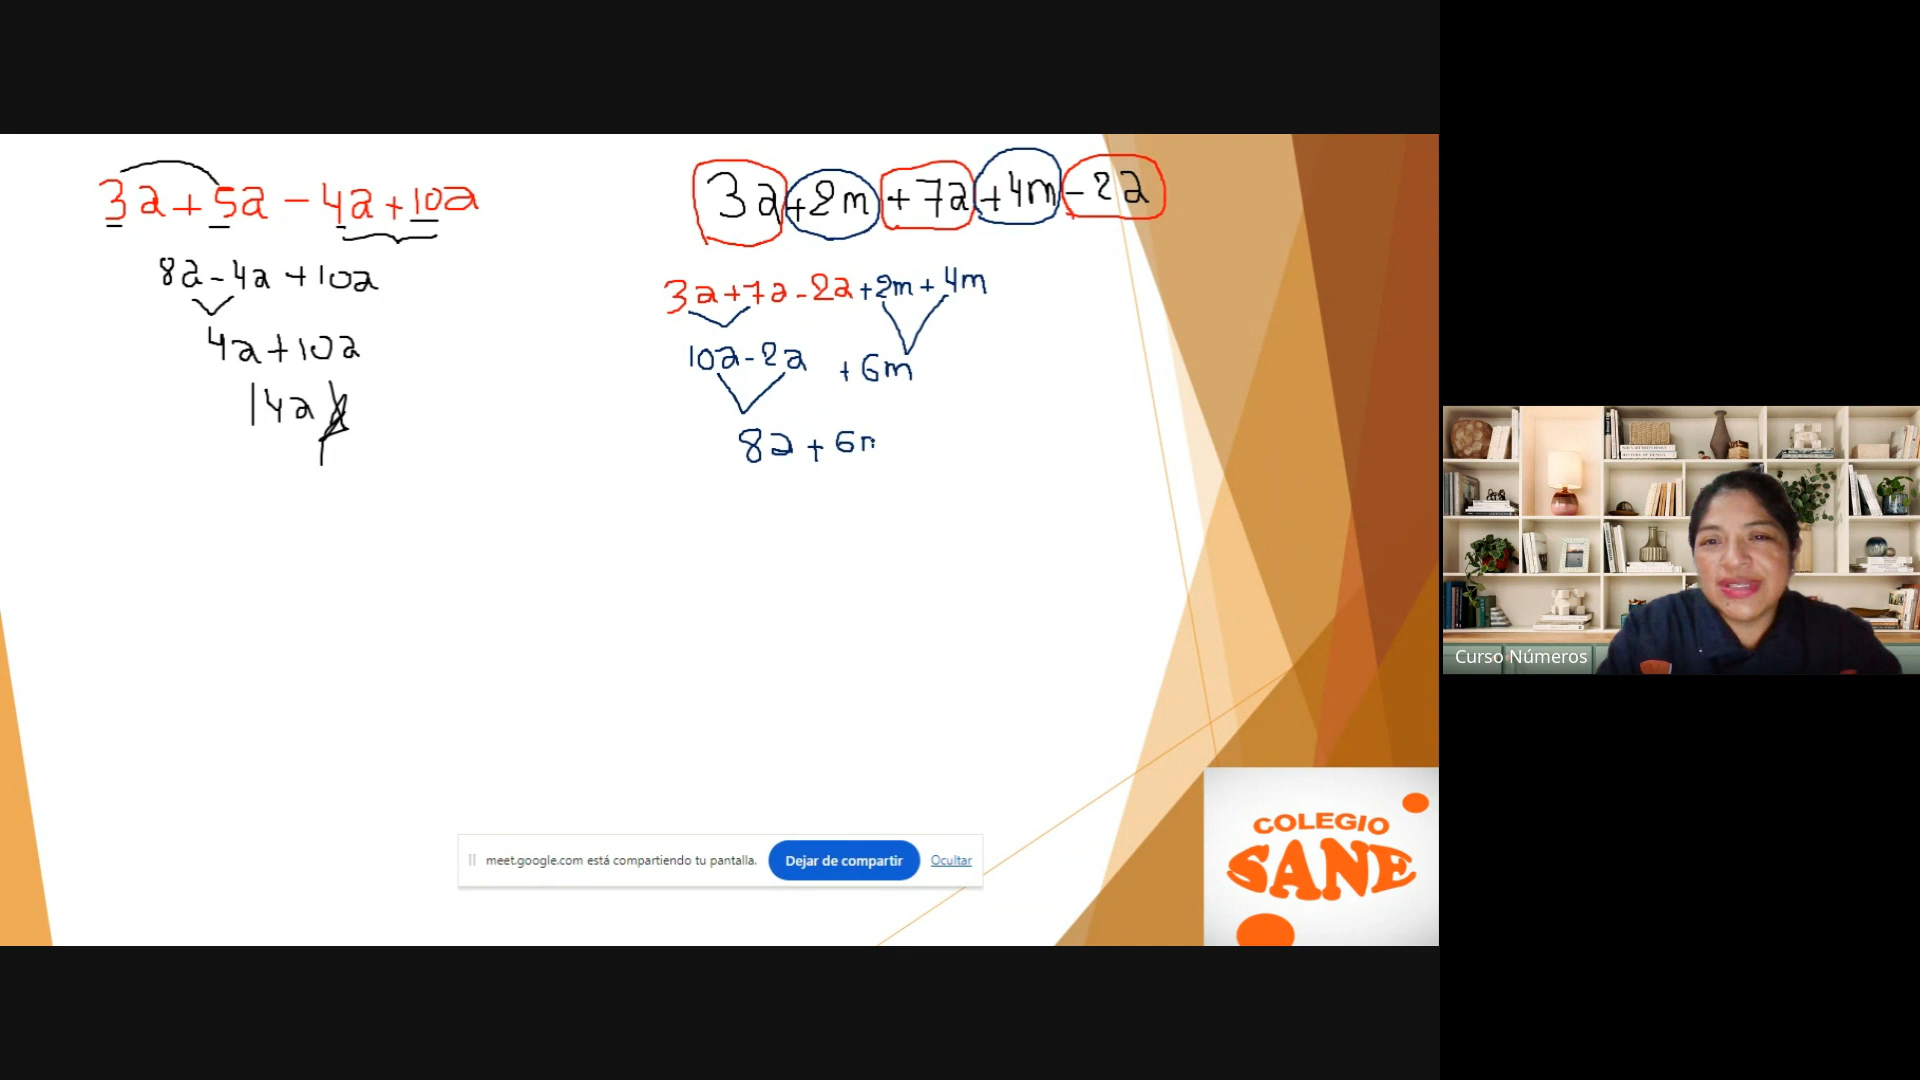 3a+5a-4a+10a
8a-4a+10a
4a+10a
14a
3a+2m+7a+4m-2a
3a+7a-2a+2m+4m
10a-2a +6m
8a+6m
Curso Números
meet.google.com está compartiendo tu pantalla. Dejar de compartir Ocultar
COLEGIO
SANE